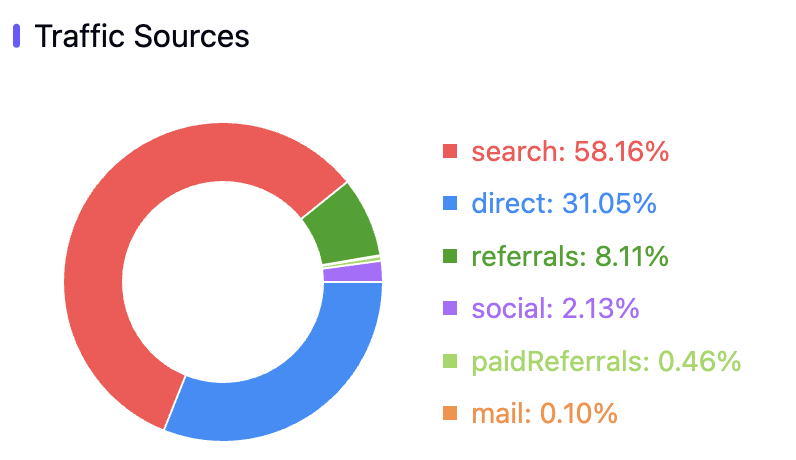 Traffic Sources
search: 58.16%
direct: 31.05%
referrals: 8.11%
social: 2.13%
paidReferrals: 0.46%
mail: 0.10%